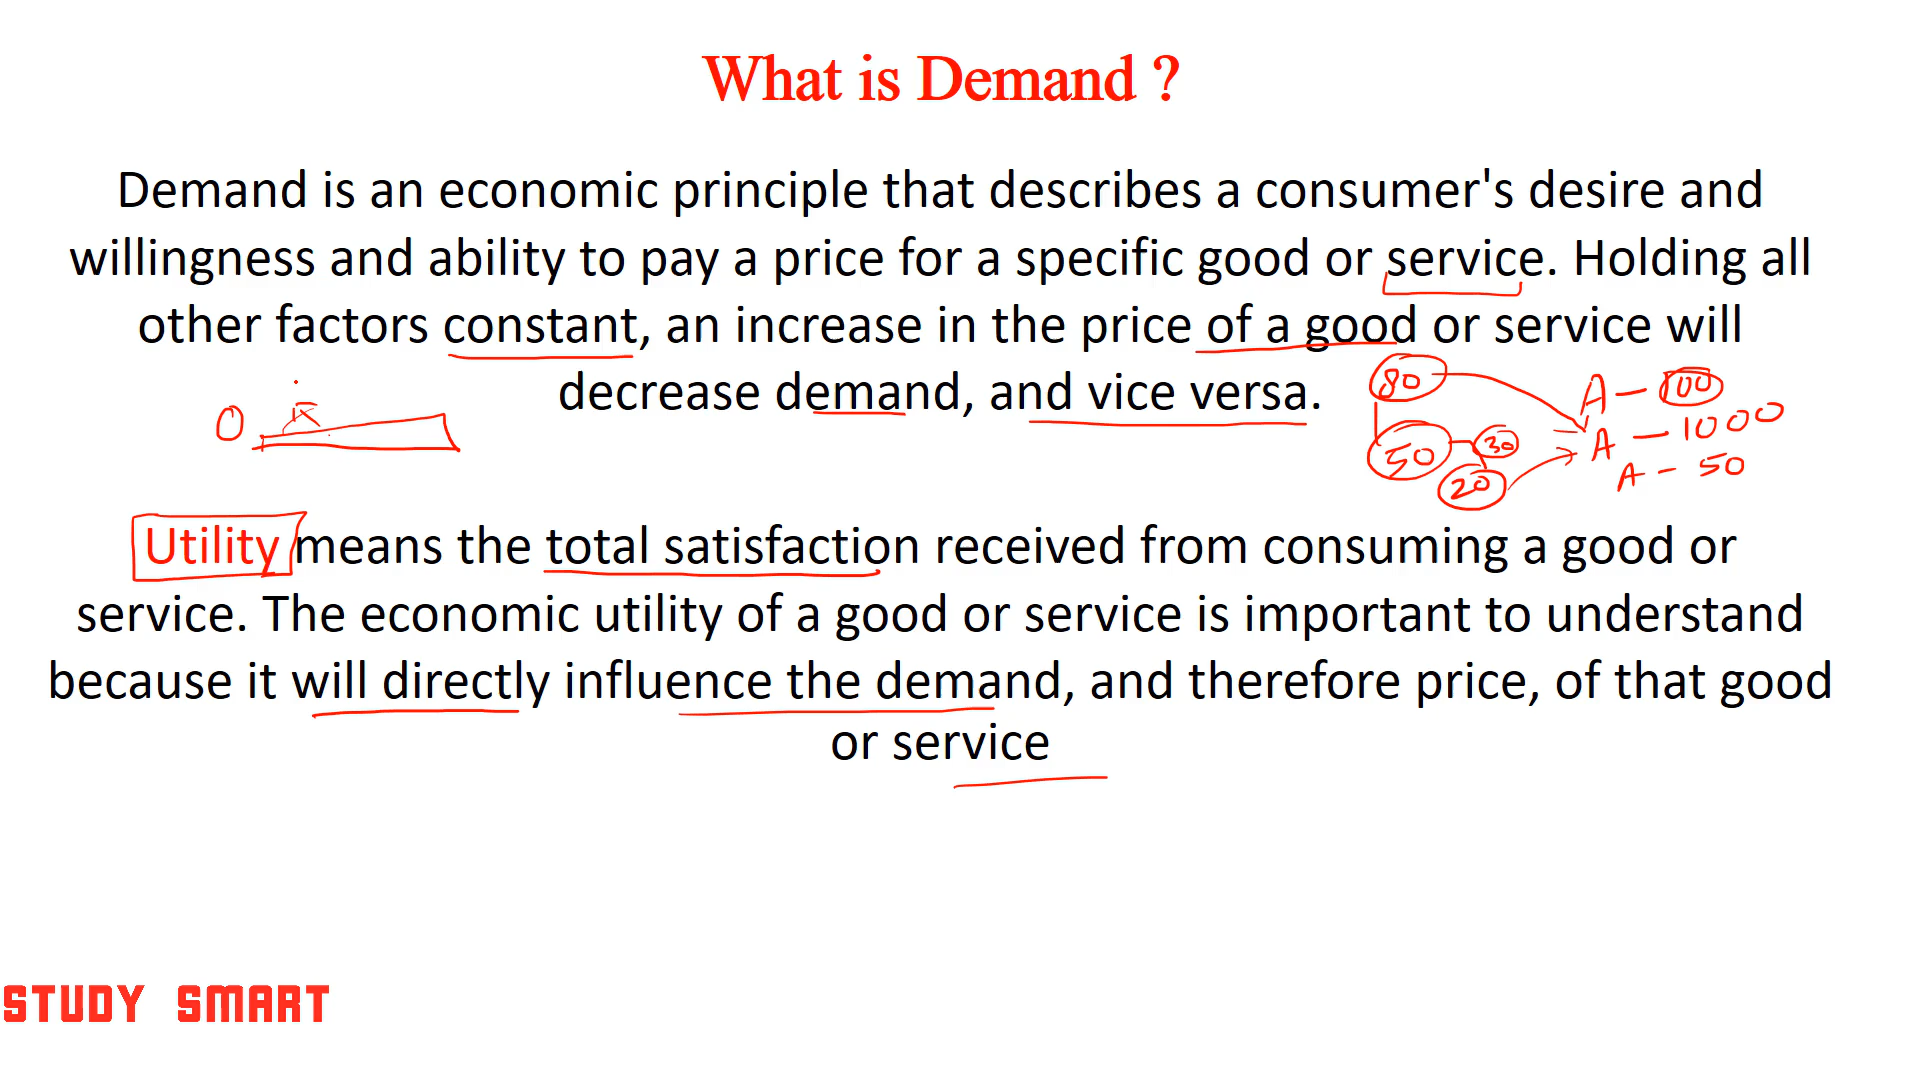 What is Demand ?
Demand is an economic principle that describes a consumer's desire and
willingness and ability to pay a price for a specific good or service. Holding all
other factors constant, an increase in the price of a good or service will
decrease demand, and vice versa.
80 A – 100
O
50 30 A – 1000
20 A – 50
Utility means the total satisfaction received from consuming a good or
service. The economic utility of a good or service is important to understand
because it will directly influence the demand, and therefore price, of that good
or service
STUDY SMART